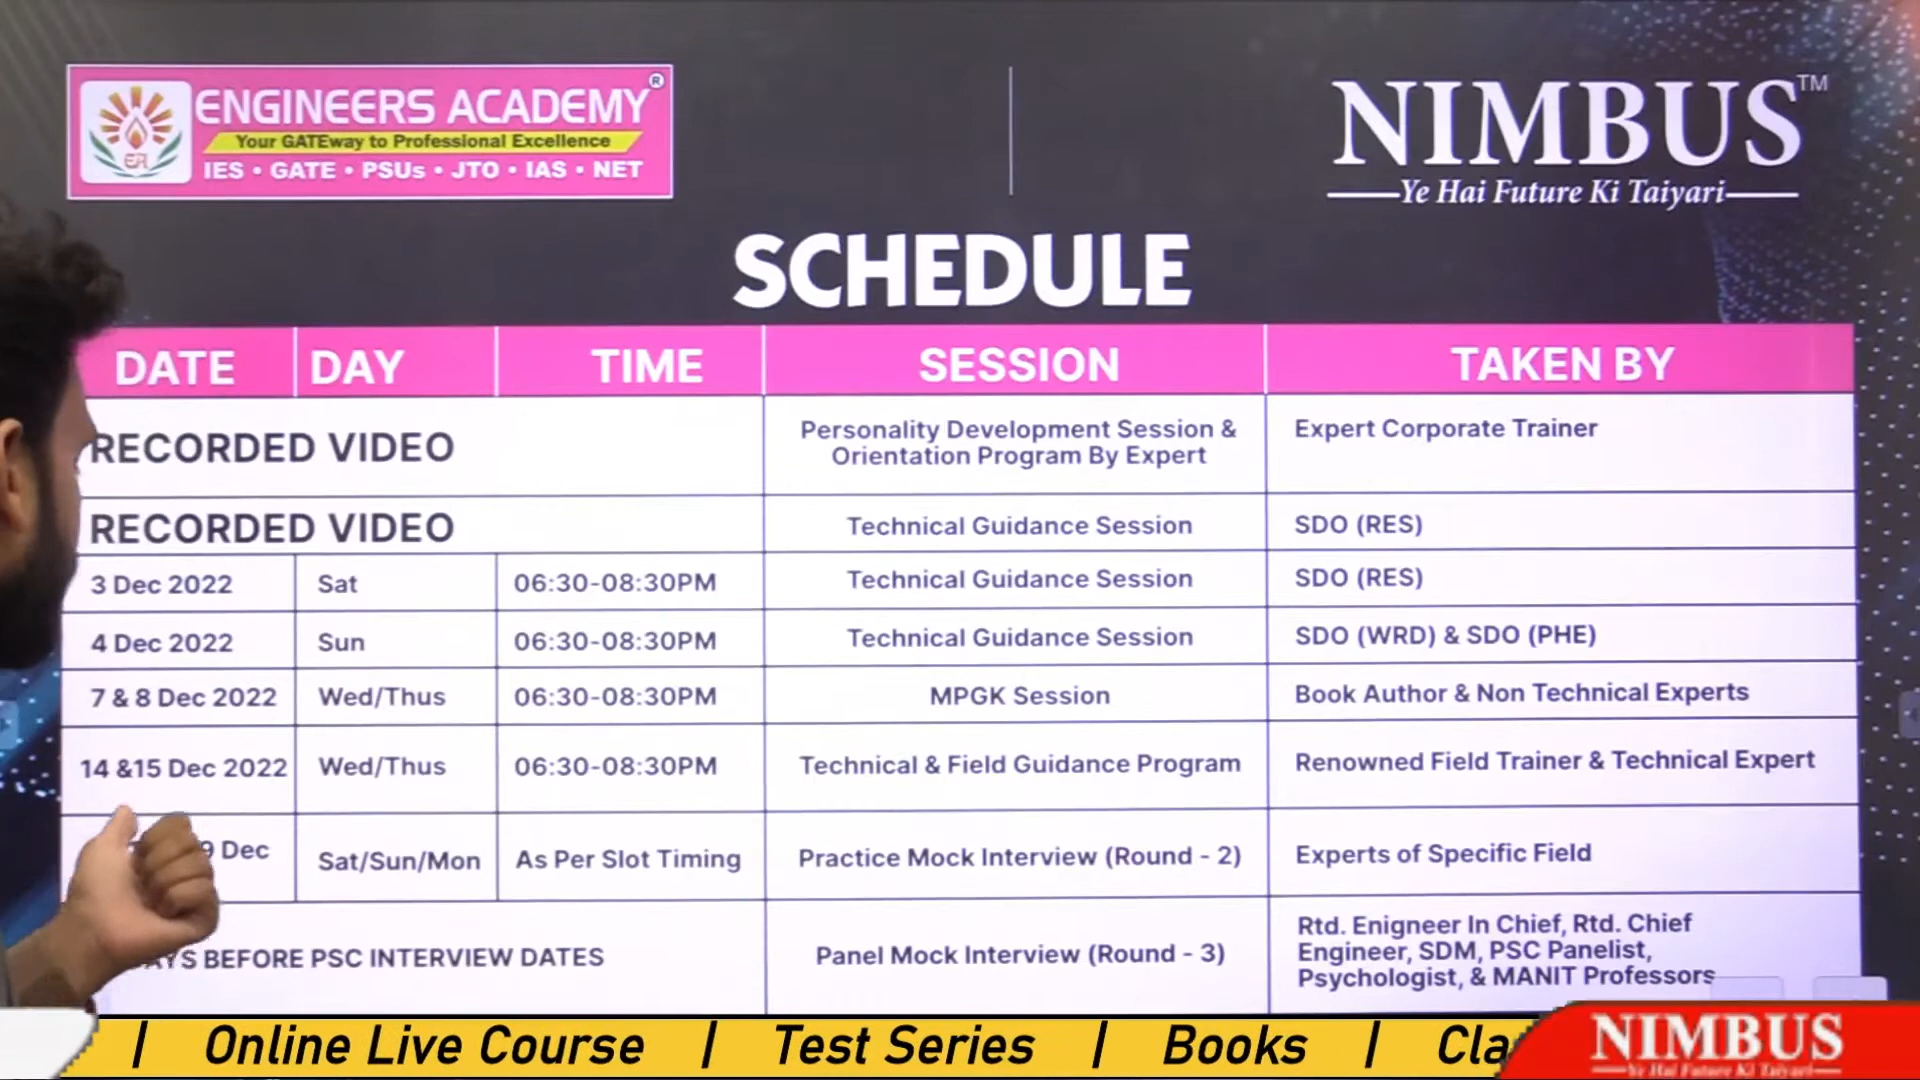 ENGINEERS ACADEMY®
Your GATEway to Professional Excellence
IES • GATE • PSUs • JTO • IAS • NET
NIMBUS™
Ye Hai Future Ki Taiyari
SCHEDULE
DATE DAY TIME SESSION TAKEN BY
RECORDED VIDEO
Personality Development Session &
Orientation Program By Expert
Expert Corporate Trainer
RECORDED VIDEO Technical Guidance Session SDO (RES)
3 Dec 2022 Sat 06:30-08:30PM Technical Guidance Session SDO (RES)
4 Dec 2022 Sun 06:30-08:30PM Technical Guidance Session SDO (WRD) & SDO (PHE)
7 & 8 Dec 2022 Wed/Thus 06:30-08:30PM MPGK Session Book Author & Non Technical Experts
14 &15 Dec 2022 Wed/Thus 06:30-08:30PM Technical & Field Guidance Program Renowned Field Trainer & Technical Expert
Dec Sat/Sun/Mon As Per Slot Timing Practice Mock Interview (Round - 2) Experts of Specific Field
BEFORE PSC INTERVIEW DATES
Panel Mock Interview (Round - 3)
Rtd. Enigneer In Chief, Rtd. Chief
Engineer, SDM, PSC Panelist,
Psychologist, & MANIT Professors
| Online Live Course | Test Series | Books | Cla
NIMBUS
Ye Hai Future Ki Taiyari